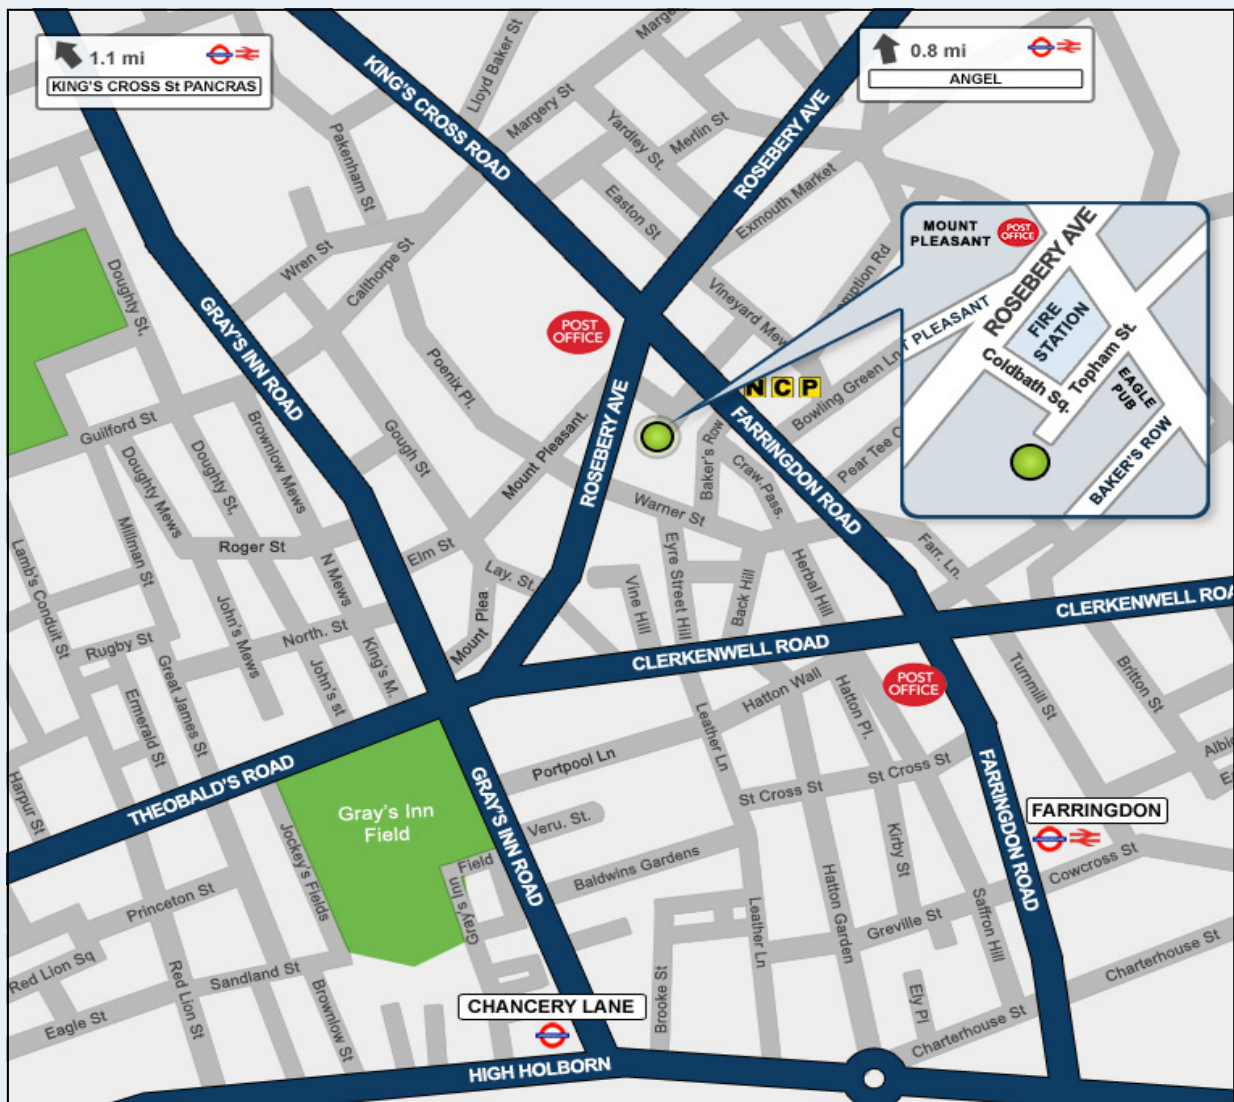 1.1 mi
KING'S CROSS St PANCRAS
0.8 mi
ANGEL
KING'S CROSS ROAD
Lloyd Baker St
Margery St
Yardley St.
Merlin St
ROSEBERY AVE
Pakenham St
Easton St
Exmouth Market
Wren St
Calthorpe St
Doughty St.
GRAY'S INN ROAD
Vineyard Mew
POST
OFFICE
MOUNT
PLEASANT
POST
OFFICE
ROSEBERY AVE
T PLEASANT
FIRE
STATION
Coldbath Sq.
Topham St.
EAGLE
PUB
BAKER'S ROW
Poenix Pl.
N C P
Bowling Green Ln
Guilford St
Brownlow Mews
Gough St
Mount Pleasant.
ROSEBERY AVE
Baker's Row
FARRINGDON ROAD
Craw.Pass.
Pear Tee C
Doughty Mews
Doughty St.
Warner St
Millman St
Roger St
Elm St
Lay. St.
Eyre Street Hill
Vine Hill
Back Hill
Herbal Hill
Farr. Ln.
Lamb's Conduit St
N Mews
Mount Plea.
CLERKENWELL ROA
CLERKENWELL ROAD
Rugby St
John's Mews
North. St
King's M.
Great James St
Ermerald St
John's st
Hatton Wall
Hatton Pl.
POST
OFFICE
Turnmill St
Britton St
Leather Ln
Portpool Ln
THEOBALD'S ROAD
Harpur St
St Cross St
St Cross St
Albi
Gray's Inn
Field
Veru. St.
GRAY'S INN ROAD
FARRINGDON ROAD
FARRINGDON
Jockey's Fields
Field
Gray's Inn
Baldwins Gardens
Kirby St
Cowcross St
Princeton St
Hatton Garden
Leather Ln
Greville St
Saffron Hill
Charterhouse St
Red Lion Sq
Sandland St
Red Lion St
Brownlow St
Eagle St
Brooke St
Ely Pl
Charterhouse St
CHANCERY LANE
HIGH HOLBORN